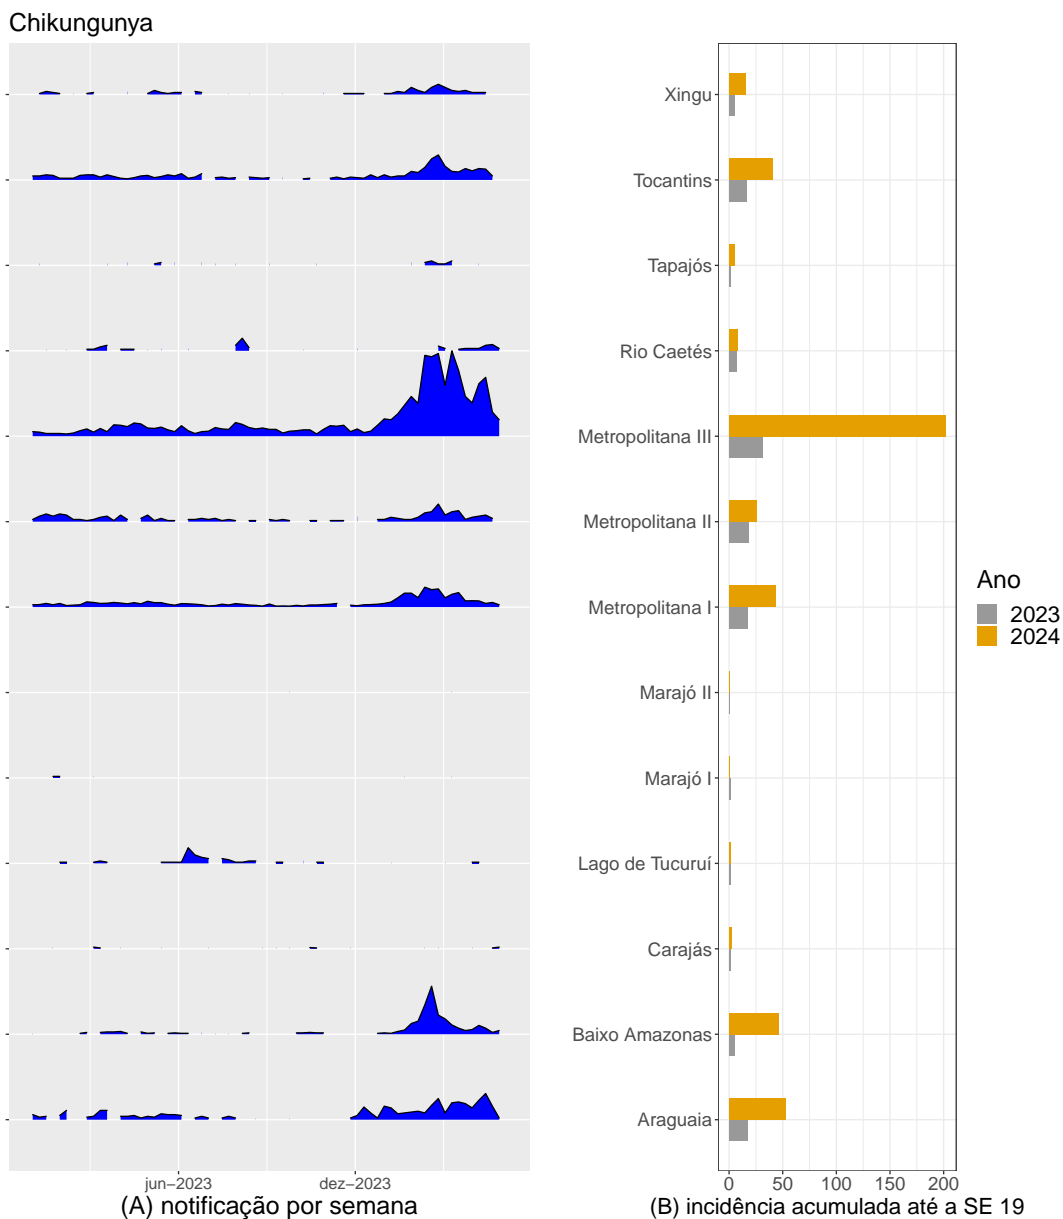 Chikungunya
Xingu
Tocantins
Tapajós
Rio Caetés
Metropolitana III
Metropolitana II
Metropolitana I
Marajó II
Marajó I
Lago de Tucuruí
Carajás
Baixo Amazonas
Araguaia
Ano
2023
2024
jun–2023 dez–2023
0 50 100 150 200
(A) notificação por semana
(B) incidência acumulada até a SE 19